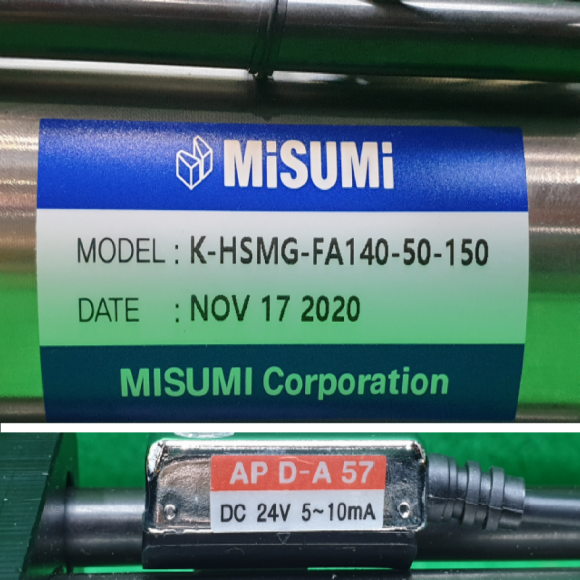 MiSUMi
MODEL : K-HSMG-FA140-50-150
DATE : NOV 17 2020
MISUMI Corporation
AP D-A 57
DC 24V 5~10mA